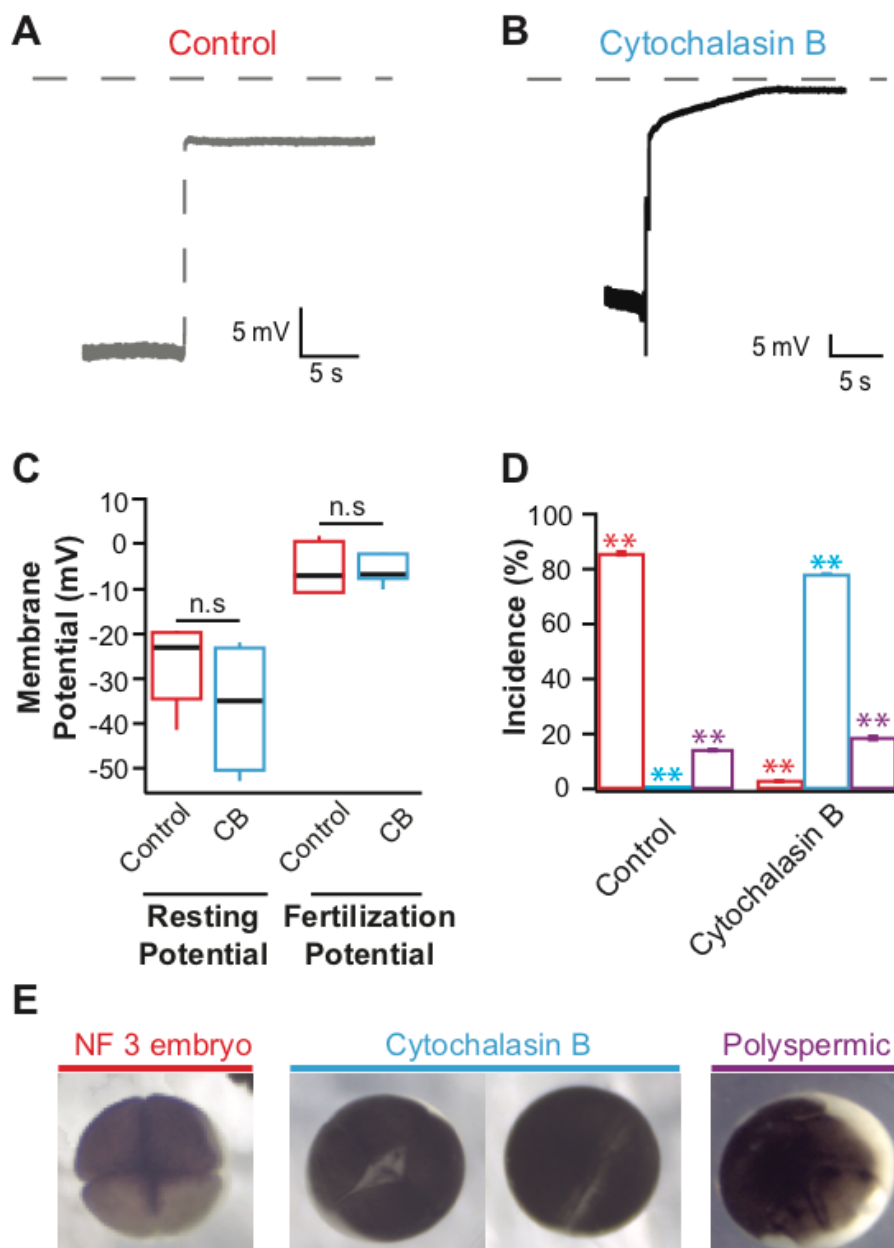 A
Control
5 mV
5 s
B
Cytochalasin B
5 mV
5 s
C
Membrane
Potential (mV)
10
0
-10
-20
-30
-40
-50
n.s
n.s
Control
CB
Control
CB
Resting
Potential
Fertilization
Potential
D
Incidence (%)
100
80
60
40
20
0
**
**
**
**
**
**
Control
Cytochalasin B
E
NF 3 embryo
Cytochalasin B
Polyspermic